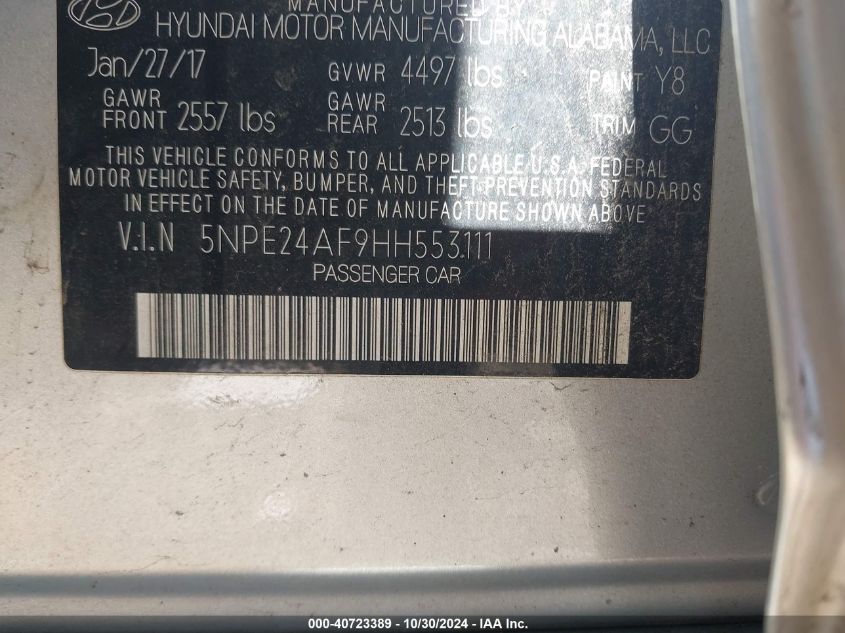 MANUFACTURED BY
HYUNDAI MOTOR MANUFACTURING ALABAMA, LLC
Jan/27/17 GVWR 4497 lbs PAINT Y8
GAWR FRONT 2557 lbs GAWR REAR 2513 lbs TRIM GG
THIS VEHICLE CONFORMS TO ALL APPLICABLE U.S.A. FEDERAL
MOTOR VEHICLE SAFETY, BUMPER, AND THEFT PREVENTION STANDARDS
IN EFFECT ON THE DATE OF MANUFACTURE SHOWN ABOVE.
V.I.N 5NPE24AF9HH553111
PASSENGER CAR
000-40723389 - 10/30/2024 - IAA Inc.